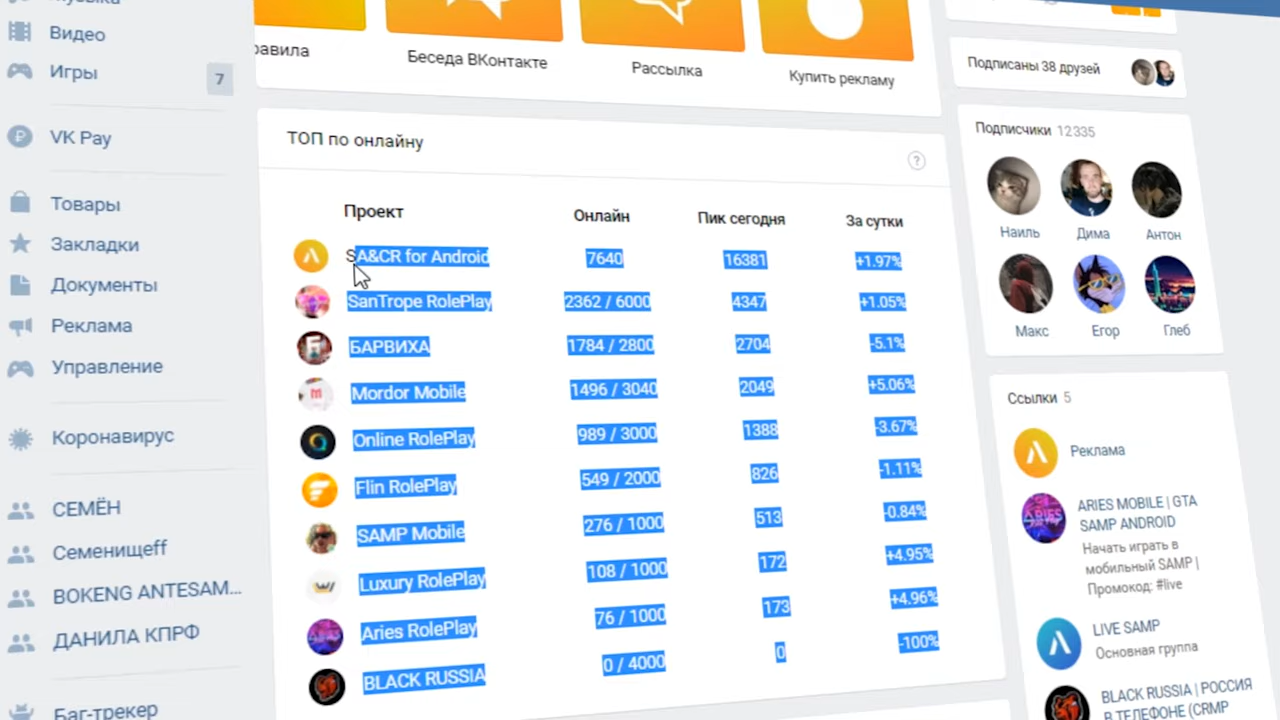 Музыка
Видео
Игры
7
VK Pay
Товары
Закладки
Документы
Реклама
Управление
Коронавирус
СЕМЁН
Семенищеff
BOKENG ANTESAM...
ДАНИЛА КПРФ
Баг-трекер
равила
Беседа ВКонтакте
Рассылка
Купить рекламу
ТОП по онлайну
?
Проект Онлайн Пик сегодня За сутки
SA&CR for Android 7640 16381 +1.97%
SanTrope RolePlay 2362 / 6000 4347 +1.05%
БАРВИХА 1784 / 2800 2704 -5.1%
Mordor Mobile 1496 / 3040 2049 +5.06%
Online RolePlay 989 / 3000 1388 -3.67%
Flin RolePlay 549 / 2000 826 -1.11%
SAMP Mobile 276 / 1000 513 -0.84%
Luxury RolePlay 108 / 1000 172 +4.95%
Aries RolePlay 76 / 1000 173 +4.96%
BLACK RUSSIA 0 / 4000 0 -100%
Подписаны 38 друзей
Подписчики 12335
Наиль Дима Антон
Макс Егор Глеб
Ссылки 5
Реклама
ARIES
ARIES MOBILE | GTA
SAMP ANDROID
Начать играть в
мобильный SAMP |
Промокод: #live
LIVE SAMP
Основная группа
BLACK RUSSIA | РОССИЯ
В ТЕЛЕФОНЕ (CRMP